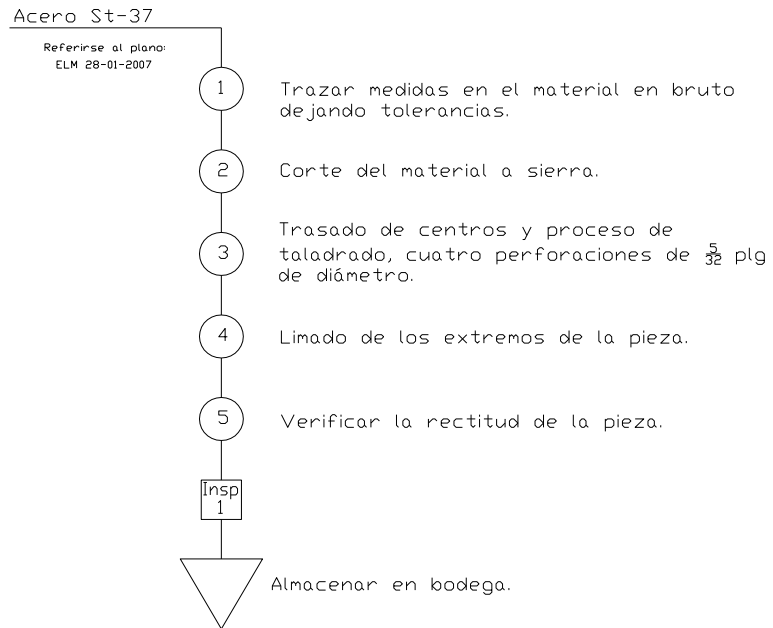 Acero St-37
Referirse al plano:
ELM 28-01-2007
1
Trazar medidas en el material en bruto
dejando tolerancias.
2
Corte del material a sierra.
3
Trasado de centros y proceso de
taladrado, cuatro perforaciones de 5/32 plg
de diámetro.
4
Limado de los extremos de la pieza.
5
Verificar la rectitud de la pieza.
Insp
1
Almacenar en bodega.